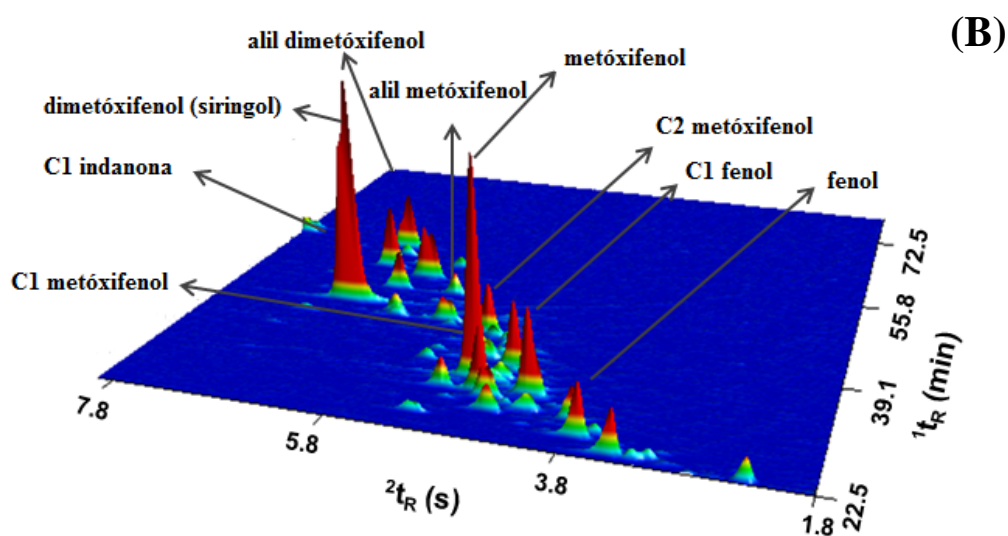 (B)
alil dimetóxifenol
metóxifenol
alil metóxifenol
dimetóxifenol (siringol)
C2 metóxifenol
C1 indanona
C1 fenol
fenol
C1 metóxifenol
72.5
55.8
39.1
22.5
¹tR (min)
7.8
5.8
3.8
1.8
²tR (s)